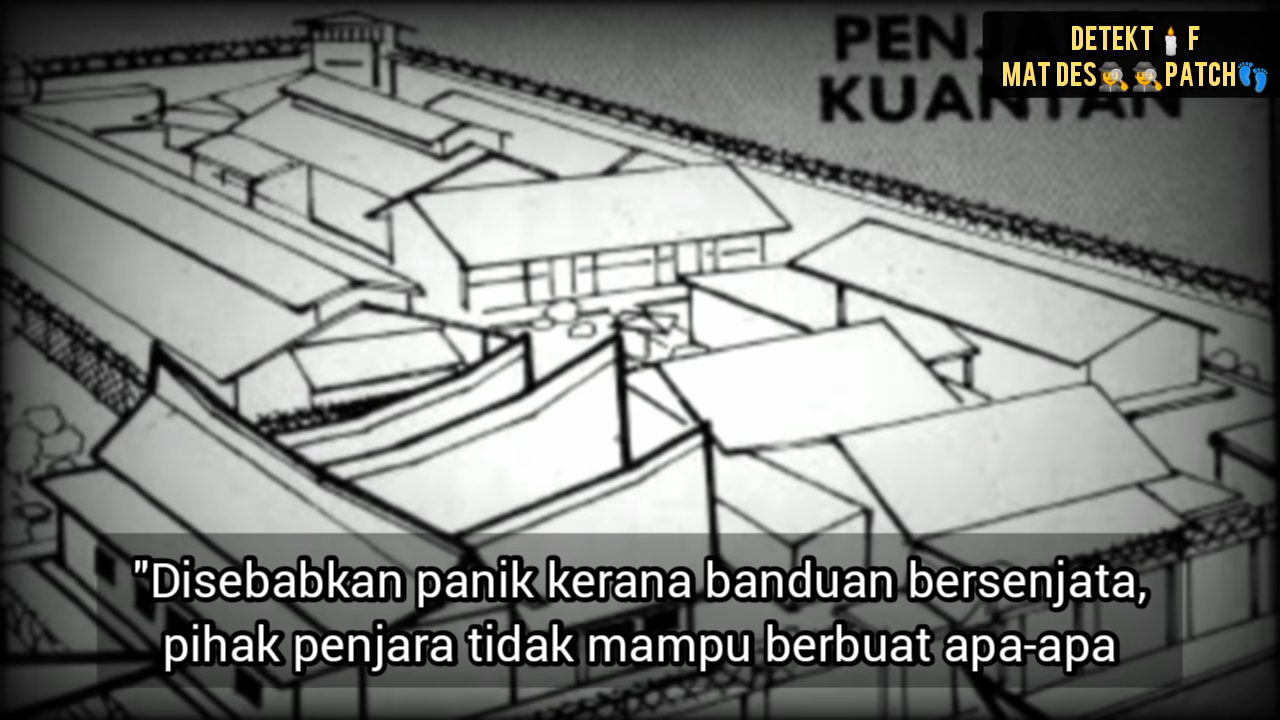 KUANTAN
DETEKT🕯️F
MAT DES🕵️🕵️PATCH👣
"Disebabkan panik kerana banduan bersenjata,
pihak penjara tidak mampu berbuat apa-apa